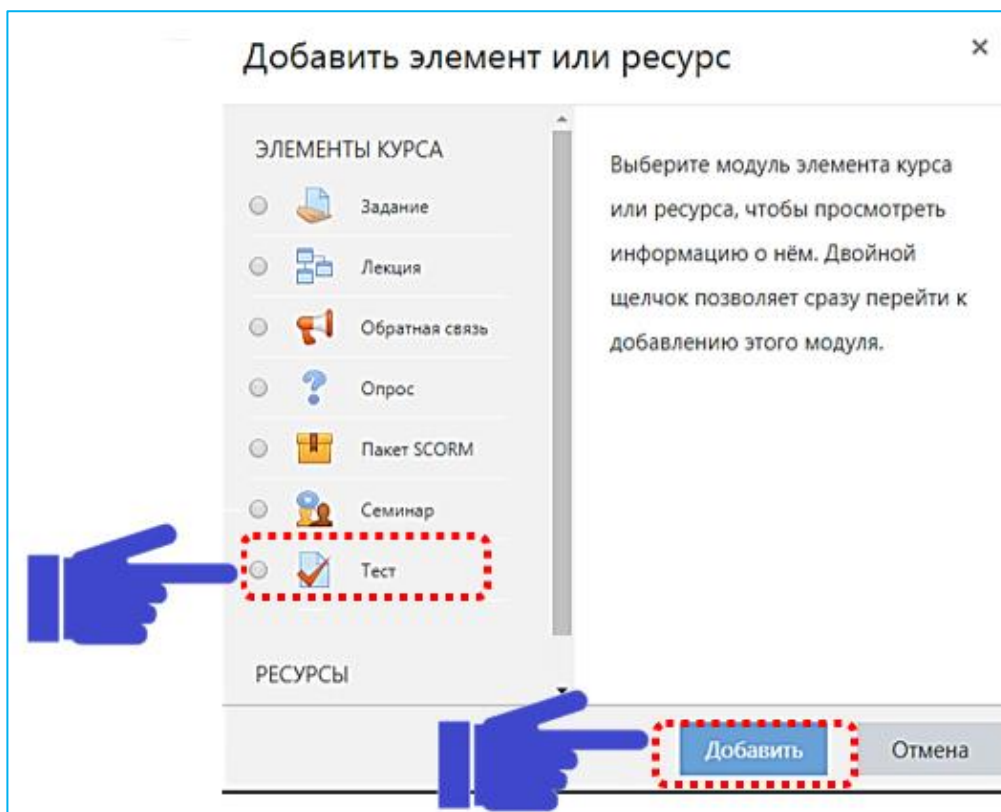 Добавить элемент или ресурс
×
ЭЛЕМЕНТЫ КУРСА
Задание
Лекция
Обратная связь
Опрос
Пакет SCORM
Семинар
Тест
РЕСУРСЫ
Выберите модуль элемента курса
или ресурса, чтобы просмотреть
информацию о нём. Двойной
щелчок позволяет сразу перейти к
добавлению этого модуля.
Добавить
Отмена